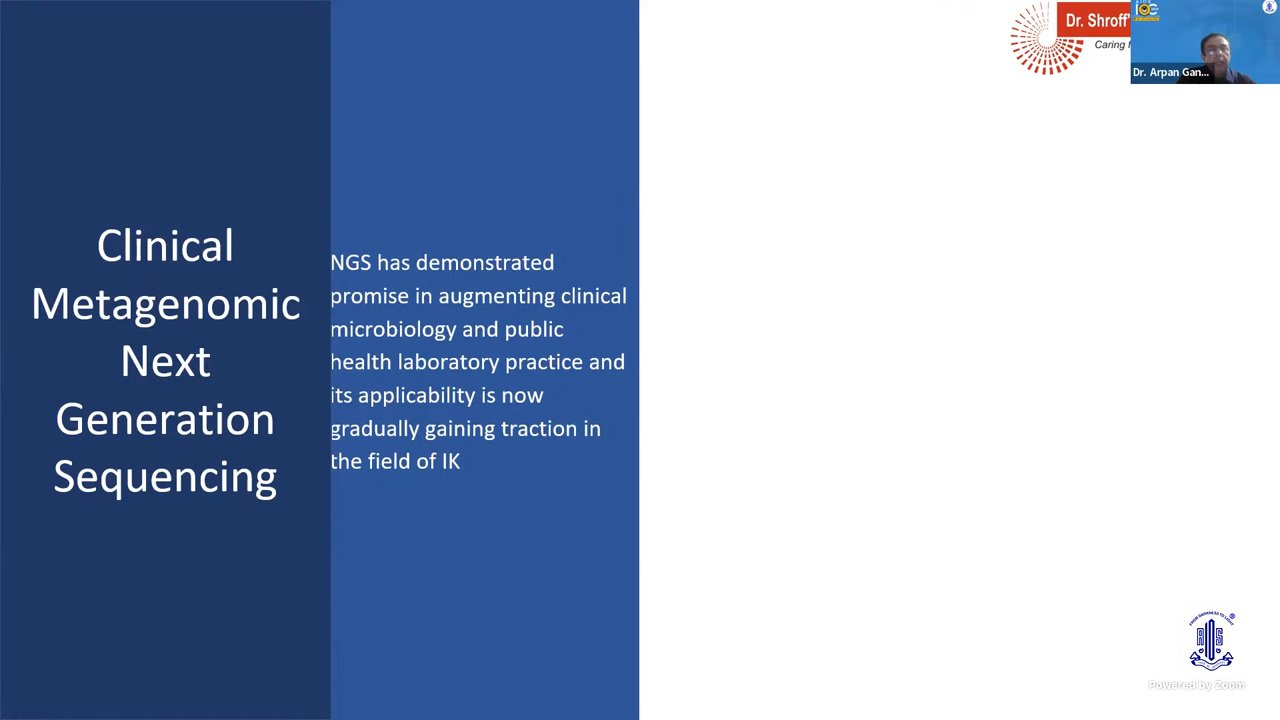 Clinical
Metagenomic
Next
Generation
Sequencing
NGS has demonstrated
promise in augmenting clinical
microbiology and public
health laboratory practice and
its applicability is now
gradually gaining traction in
the field of IK
Dr. Shroff'
Caring
Dr. Arpan Gan...
Powered by Zoom